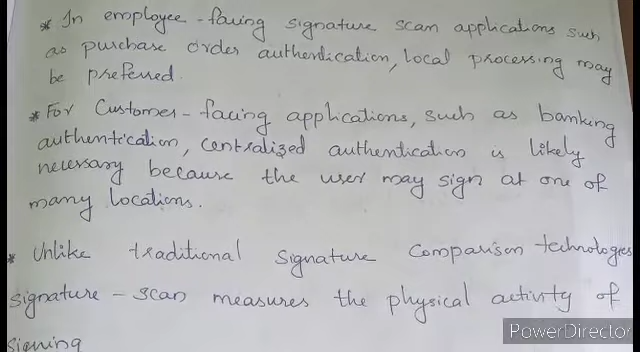 * In employee-facing signature scan applications such
as purchase order authentication, local processing may
be preferred.
* For Customer-facing applications, such as banking
authentication, centralized authentication is likely
necessary because the user may sign at one of
many locations.
* Unlike traditional signature comparison technologies
signature-scan measures the physical activity of
signing
PowerDirector